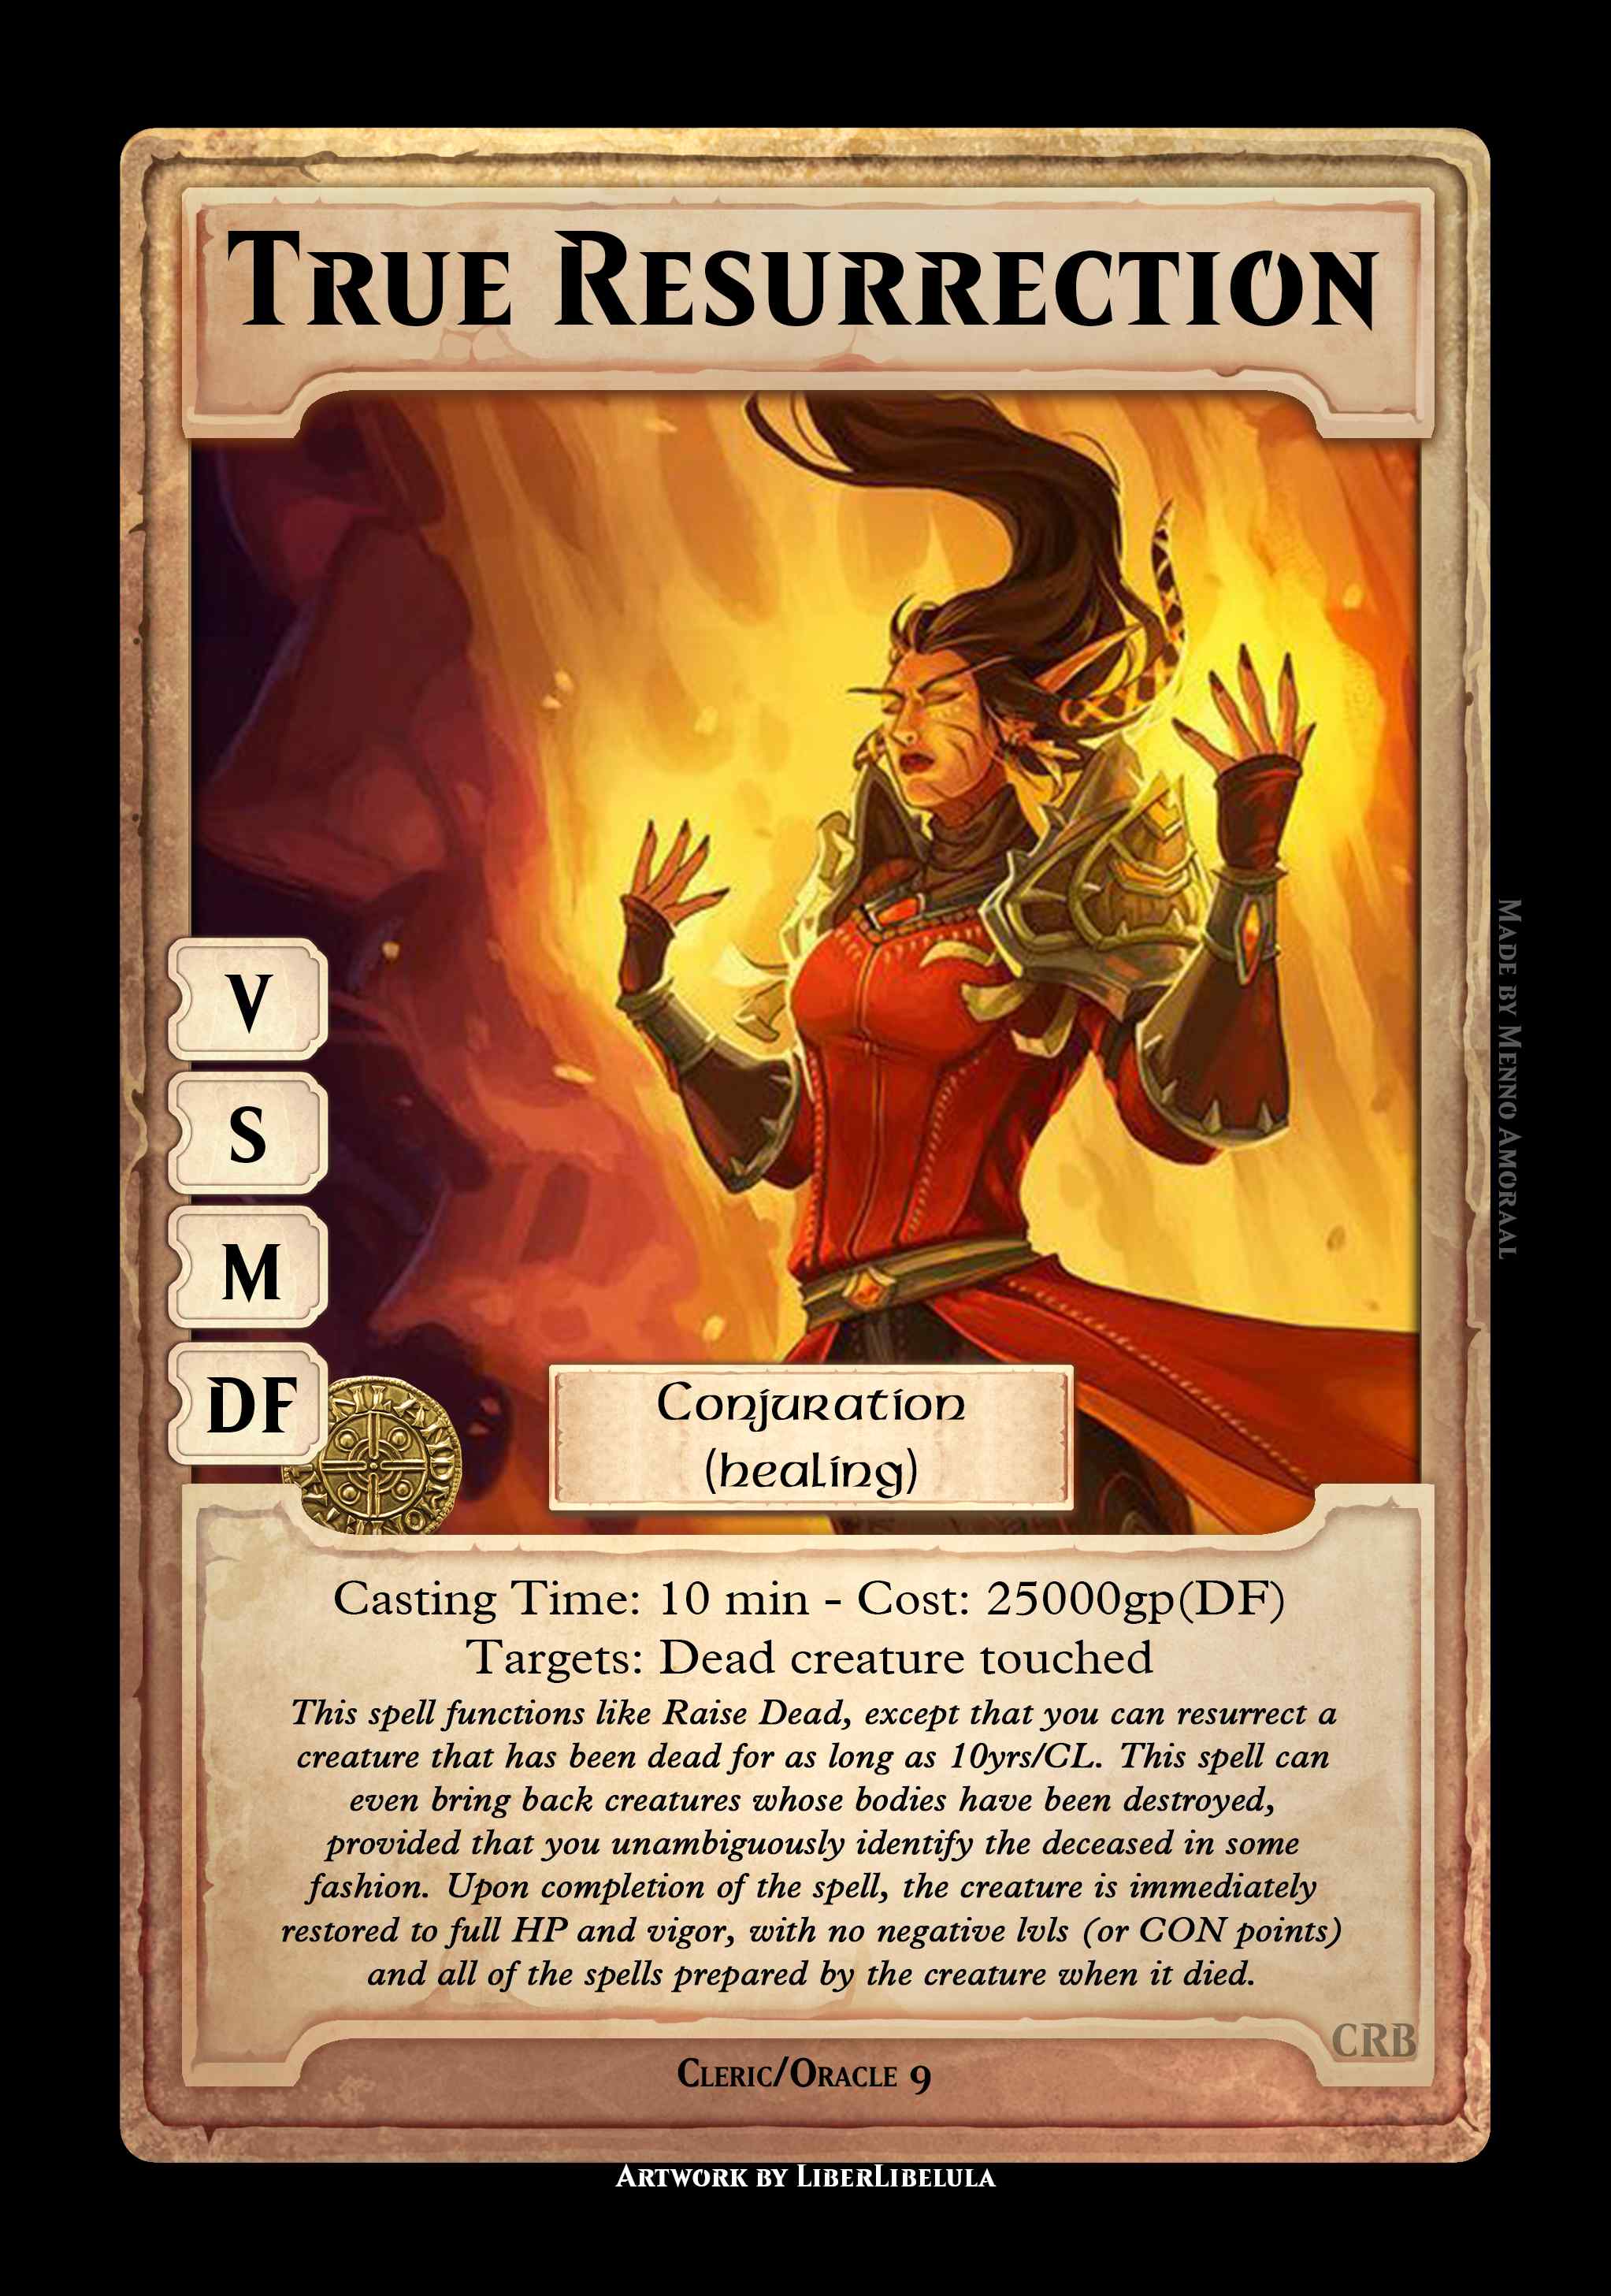 True Resurrection
V
S
M
DF
Made by Menno Amoraal
Conjuration
(healing)
Casting Time: 10 min - Cost: 25000gp(DF)
Targets: Dead creature touched
This spell functions like Raise Dead, except that you can resurrect a
creature that has been dead for as long as 10yrs/CL. This spell can
even bring back creatures whose bodies have been destroyed,
provided that you unambiguously identify the deceased in some
fashion. Upon completion of the spell, the creature is immediately
restored to full HP and vigor, with no negative lvls (or CON points)
and all of the spells prepared by the creature when it died.
CRB
Cleric/Oracle 9
Artwork by LiberLibelula